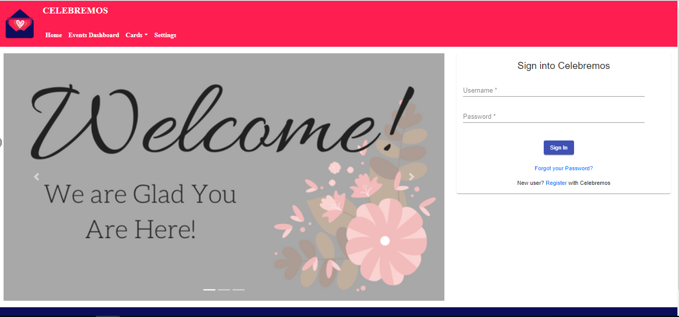 CELEBREMOS
Home Events Dashboard Cards Settings
Welcome!
We are Glad You
Are Here!
Sign into Celebremos
Username *
Password *
Sign In
Forgot your Password?
New user? Register with Celebremos